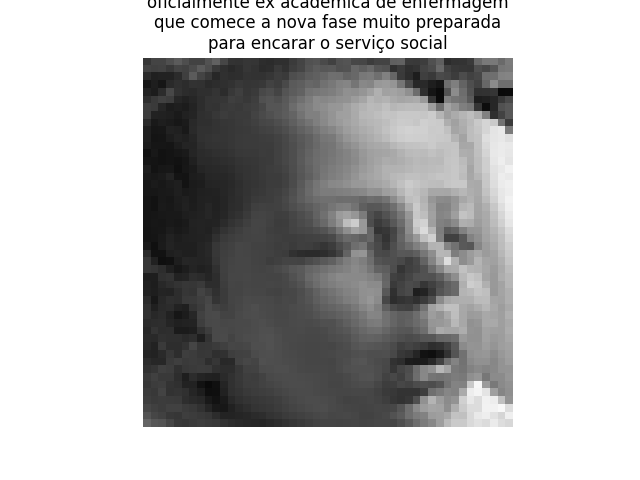 oficialmente ex acadêmica de enfermagem
que comece a nova fase muito preparada
para encarar o serviço social